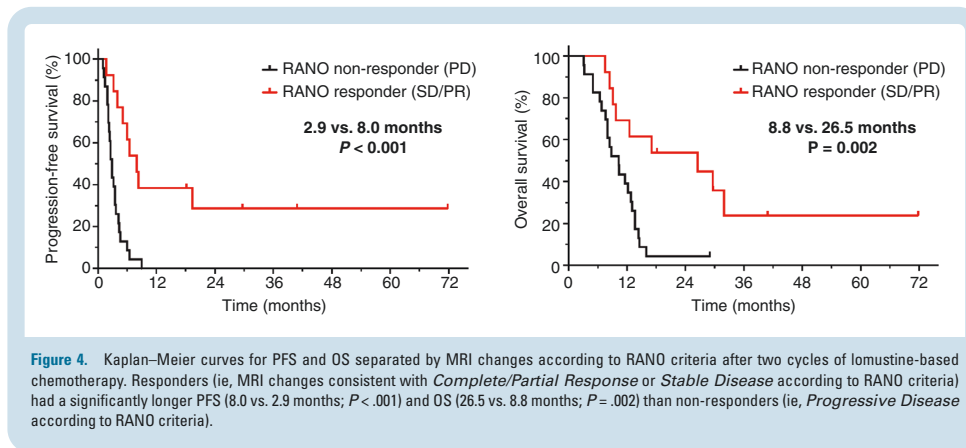 100
80
60
40
20
0
Progression-free survival (%)
RANO non-responder (PD)
RANO responder (SD/PR)
2.9 vs. 8.0 months
P < 0.001
0 12 24 36 48 60 72
Time (months)
100
80
60
40
20
0
Overall survival (%)
RANO non-responder (PD)
RANO responder (SD/PR)
8.8 vs. 26.5 months
P = 0.002
0 12 24 36 48 60 72
Time (months)
Figure 4. Kaplan–Meier curves for PFS and OS separated by MRI changes according to RANO criteria after two cycles of lomustine-based
chemotherapy. Responders (ie, MRI changes consistent with Complete/Partial Response or Stable Disease according to RANO criteria)
had a significantly longer PFS (8.0 vs. 2.9 months; P < .001) and OS (26.5 vs. 8.8 months; P = .002) than non-responders (ie, Progressive Disease
according to RANO criteria).